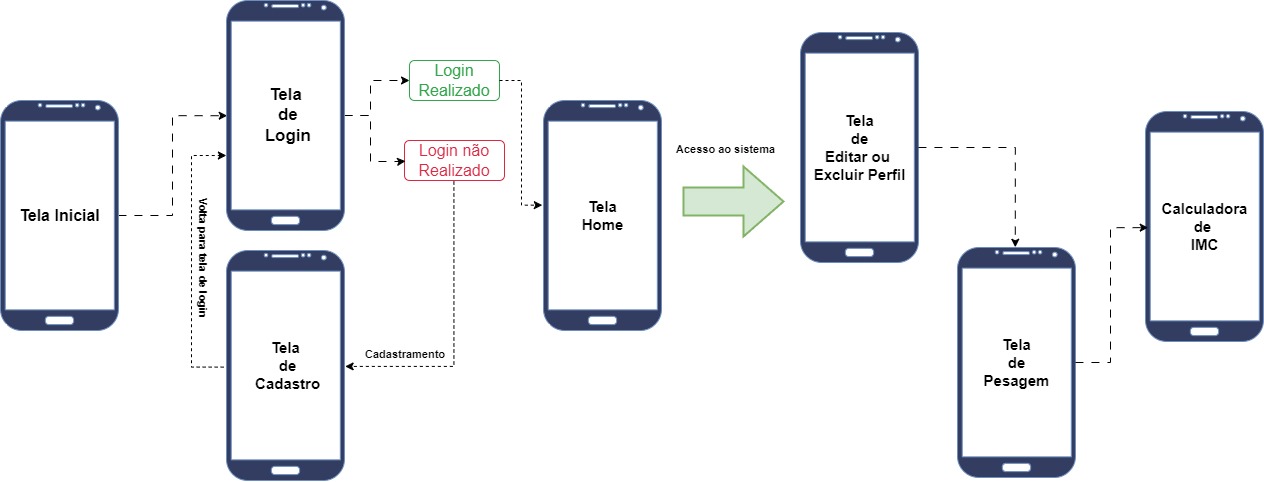 Tela Inicial
Tela
de
Login
Login
Realizado
Login não
Realizado
Volta para tela de login
Tela
de
Cadastro
Cadastramento
Tela
Home
Acesso ao sistema
Tela
de
Editar ou
Excluir Perfil
Tela
de
Pesagem
Calculadora
de
IMC